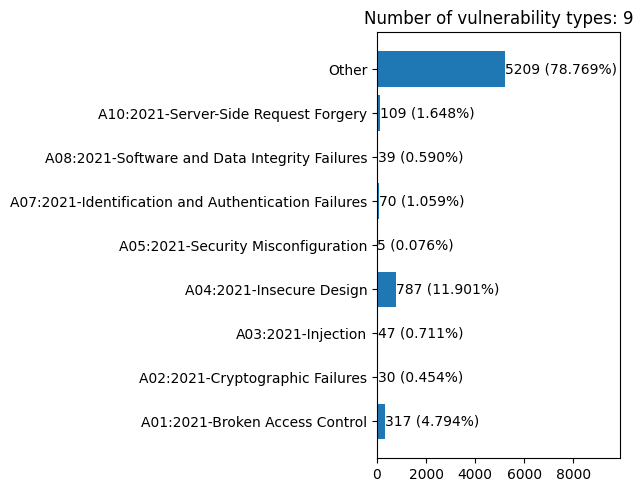 Number of vulnerability types: 9
Other 5209 (78.769%)
A10:2021-Server-Side Request Forgery 109 (1.648%)
A08:2021-Software and Data Integrity Failures 39 (0.590%)
A07:2021-Identification and Authentication Failures 70 (1.059%)
A05:2021-Security Misconfiguration 5 (0.076%)
A04:2021-Insecure Design 787 (11.901%)
A03:2021-Injection 47 (0.711%)
A02:2021-Cryptographic Failures 30 (0.454%)
A01:2021-Broken Access Control 317 (4.794%)
0 2000 4000 6000 8000